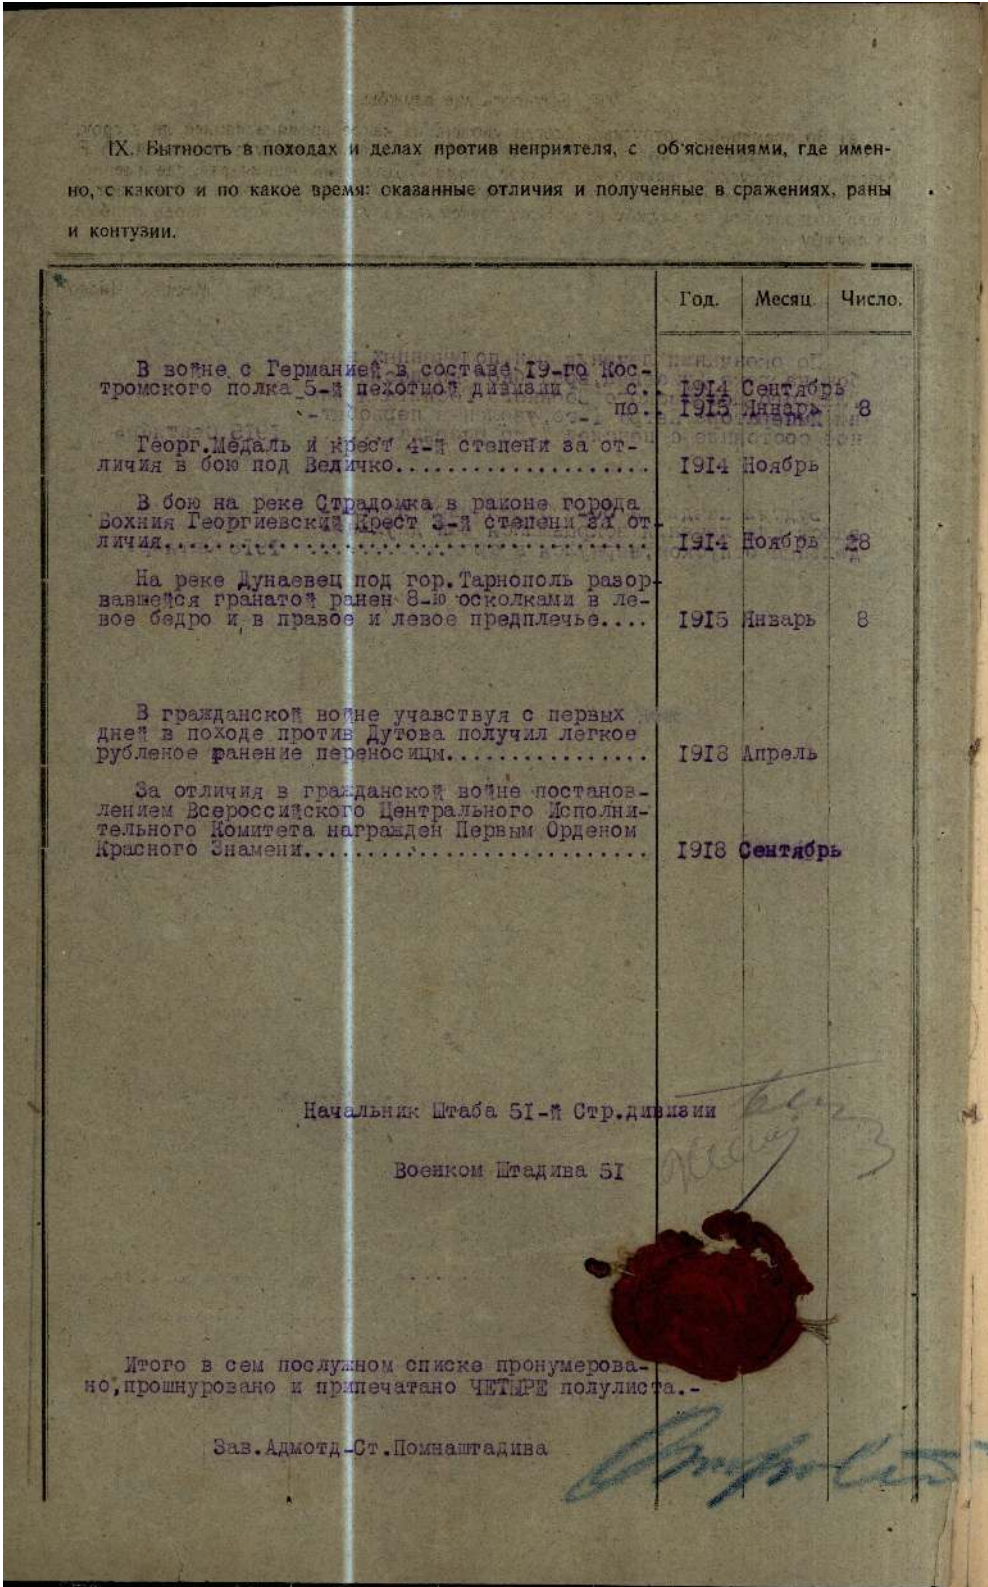 IX. Бытность в походах и делах против неприятеля, с об'яснениями, где имен-
но, с какого и по какое время: оказанные отличия и полученные в сражениях, раны
и контузии.
Год. Месяц. Число.
В войне с Германией в составе 19-го Кос-
тромского полка 5-й пехотной дивизии с. 1914 Сентябрь
по.. 1915 Январь 8
Георг.Медаль и крест 4-й степени за от-
личия в бою под Величко.................... 1914 Ноябрь
В бою на реке Страдомка в районе города
Бохния Георгиевский Крест 3-й степени за от-
личия...................................... 1914 Ноябрь 28
На реке Дунаевец под гор.Тарнополь разор-
вавшейся гранатой ранен 8-ю осколками в ле-
вое бедро и в правое и левое предплечье.... 1915 Январь 8
В гражданской войне учавствуя с первых
дней в походе против Дутова получил легкое
рубленое ранение переносицы................ 1918 Апрель
За отличия в гражданской войне постанов-
лением Всероссийского Центрального Исполни-
тельного Комитета награжден Первым Орденом
Красного Знамени........................... 1918 Сентябрь
Начальник Штаба 51-й Стр.дивизии
Военком Штадива 51
Итого в сем послужном списке пронумерова-
но, прошнуровано и припечатано ЧЕТЫРЕ полулиста.-
Зав.Адмотд-Ст.Помнаштадива